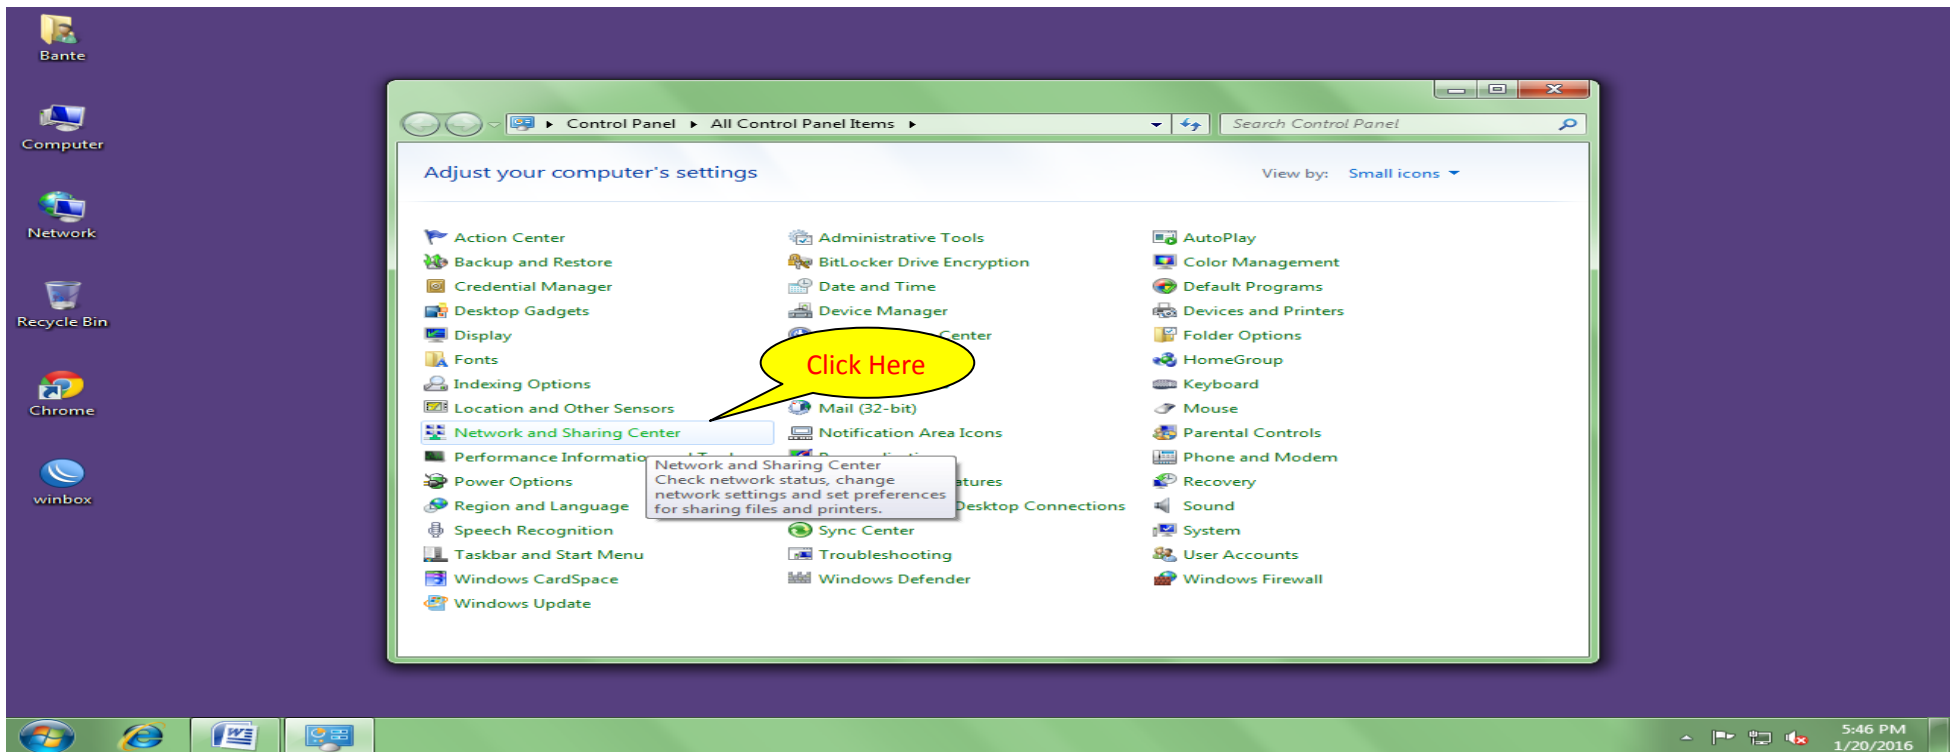 Bante
Computer
Network
Recycle Bin
Chrome
winbox
Control Panel
All Control Panel Items
Search Control Panel
Adjust your computer's settings
View by: Small icons
Action Center
Administrative Tools
AutoPlay
Backup and Restore
BitLocker Drive Encryption
Color Management
Credential Manager
Date and Time
Default Programs
Desktop Gadgets
Device Manager
Devices and Printers
Display
Center
Folder Options
Fonts
Click Here
HomeGroup
Indexing Options
Keyboard
Location and Other Sensors
Mail (32-bit)
Mouse
Network and Sharing Center
Notification Area Icons
Parental Controls
Performance Information
Phone and Modem
Network and Sharing Center
Check network status, change
network settings and set preferences
for sharing files and printers.
Power Options
Recovery
Region and Language
Desktop Connections
Sound
Speech Recognition
Sync Center
System
Taskbar and Start Menu
Troubleshooting
User Accounts
Windows CardSpace
Windows Defender
Windows Firewall
Windows Update
5:46 PM
1/20/2016